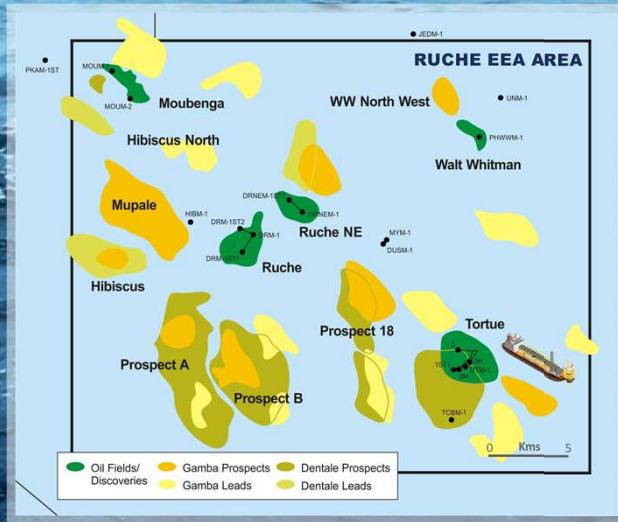 JEDM-1
RUCHE EEA AREA
PKAM-1ST
MOUM-1
MOUM-2
Moubenga
WW North West
UNM-1
PHWWM-1
Walt Whitman
Hibiscus North
DRNEM-1ST1
DRNEM-1
Ruche NE
Mupale
HIBM-1
DRM-1ST2
DRM-1
DRM-1ST1
Ruche
MYM-1
DUSM-1
Hibiscus
Prospect 18
Tortue
3
3H
1ST1
2H
DTM-1
Prospect A
Prospect B
TCBM-1
0 Kms 5
Oil Fields/
Discoveries
Gamba Prospects
Dentale Prospects
Gamba Leads
Dentale Leads